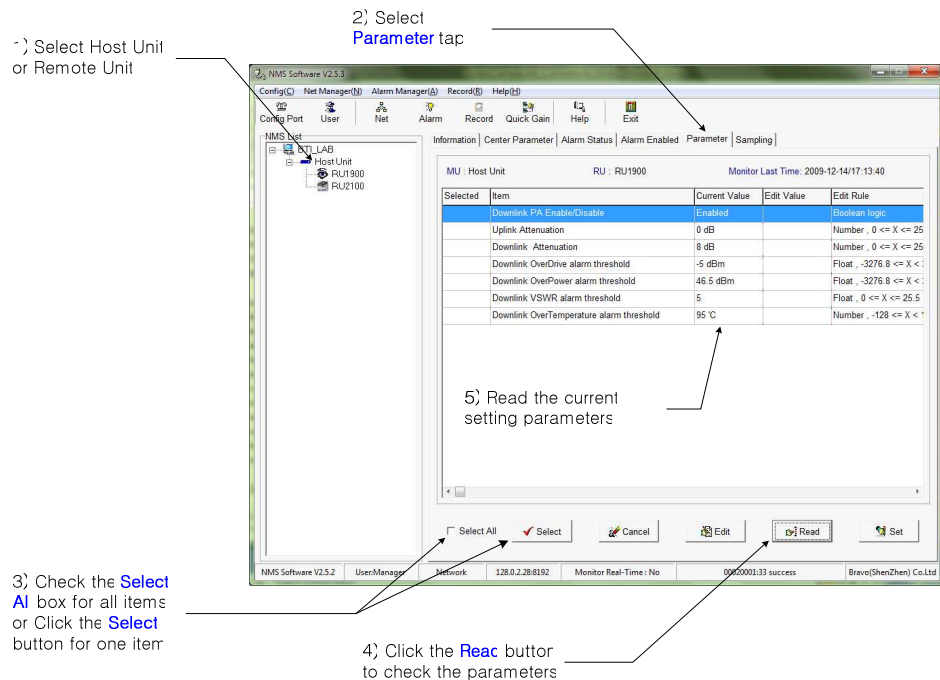 2) Select
Parameter tap
1) Select Host Unit
or Remote Unit
NMS Software V2.5.3
Config(C) Net Manager(N) Alarm Manager(A) Record(R) Help(H)
Config Port User Net Alarm Record Quick Gain Help Exit
NMS List
BTI_LAB
Host Unit
RU1900
RU2100
Information Center Parameter Alarm Status Alarm Enabled Parameter Sampling
MU : Host Unit RU : RU1900 Monitor Last Time: 2009-12-14/17:13:40
Selected Item Current Value Edit Value Edit Rule
Downlink PA Enable/Disable Enabled Boolean logic
Uplink Attenuation 0 dB Number , 0 <= X <= 25
Downlink Attenuation 8 dB Number , 0 <= X <= 25
Downlink OverDrive alarm threshold -5 dBm Float , -3276.8 <= X <
Downlink OverPower alarm threshold 46.5 dBm Float , -3276.8 <= X <
Downlink VSWR alarm threshold 5 Float , 0 <= X <= 25.5
Downlink OverTemperature alarm threshold 95 'C Number , -128 <= X <
5) Read the current
setting parameters
Select All Select Cancel Edit Read Set
NMS Software V2.5.2 User:Manager Network 128.0.2.28:8192 Monitor Real-Time : No 00020001:33 success Bravo(ShenZhen) Co.Ltd
3) Check the Select
Al box for all items
or Click the Select
button for one item
4) Click the Read button
to check the parameters